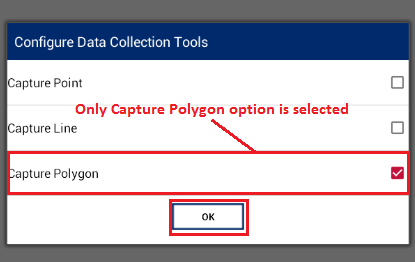 Configure Data Collection Tools
Capture Point
Only Capture Polygon option is selected
Capture Line
Capture Polygon
OK